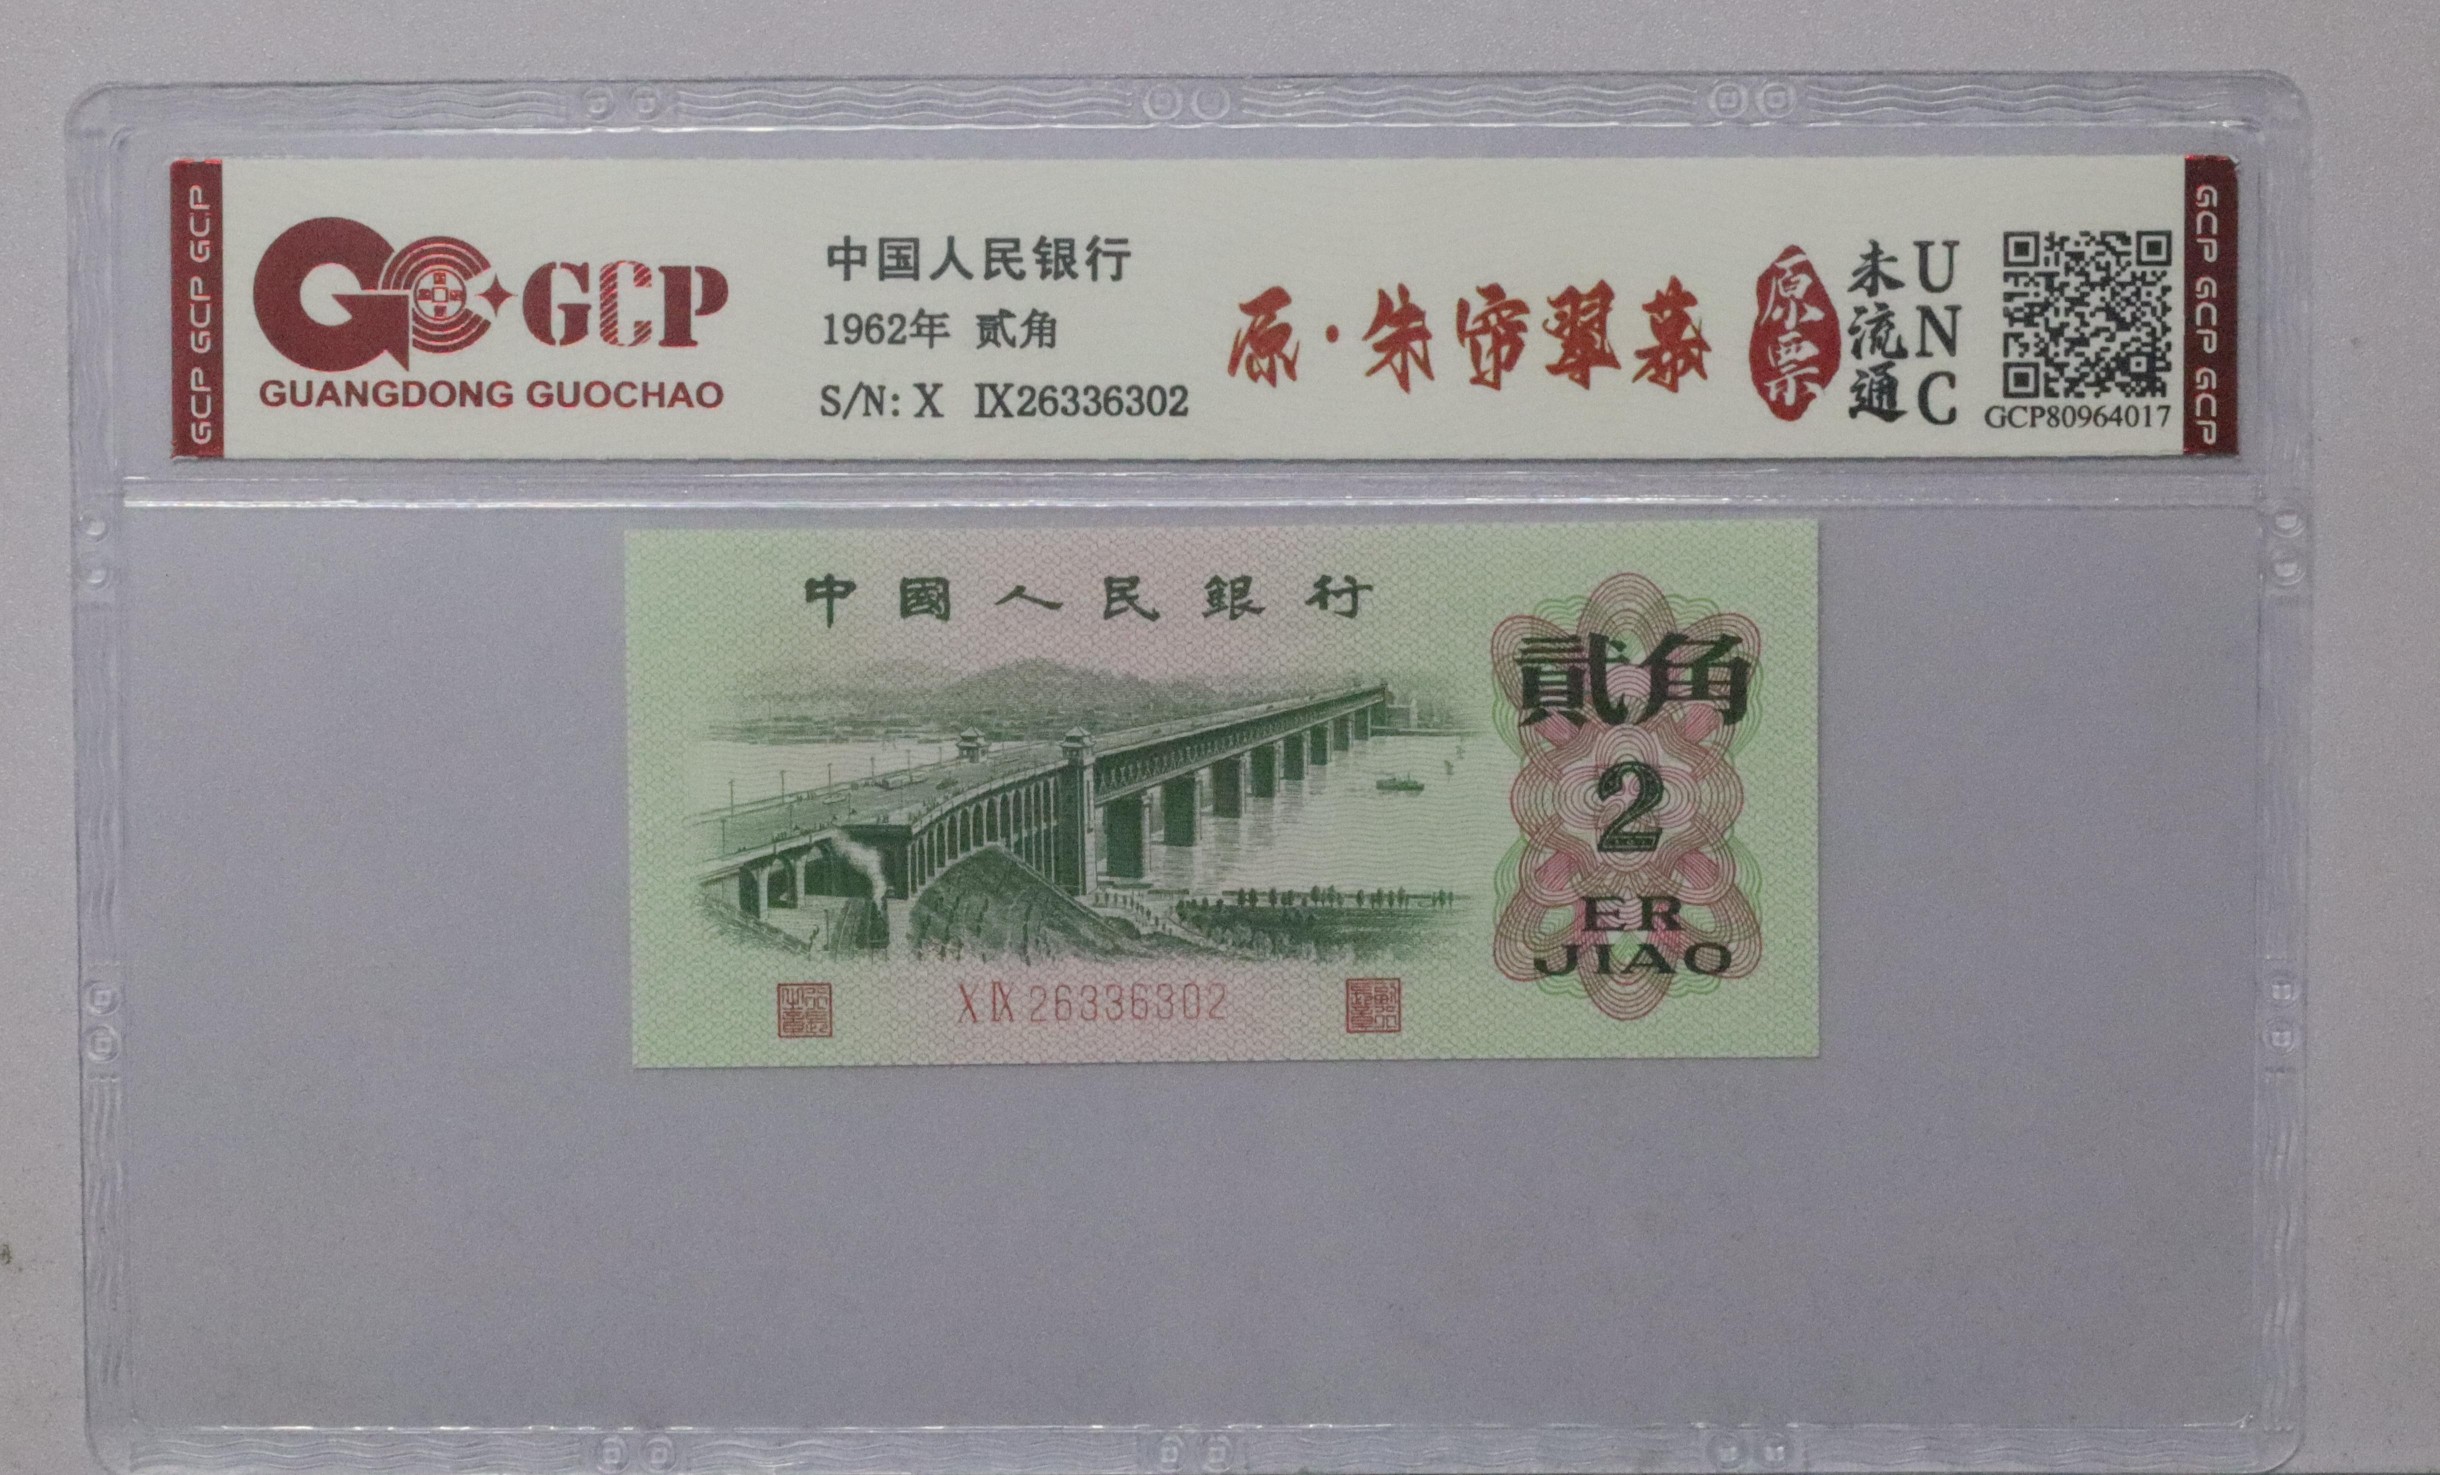 GCP GCP GCP
GCP
GUANGDONG GUOCHAO
中国人民银行
1962年 贰角
S/N: X Ⅸ26336302
原·朱帘翠幕
原票
未流通
UNC
GCP80964017
GCP GCP GCP
中國人民銀行
貳角
2
ER
JIAO
X Ⅸ 26336302